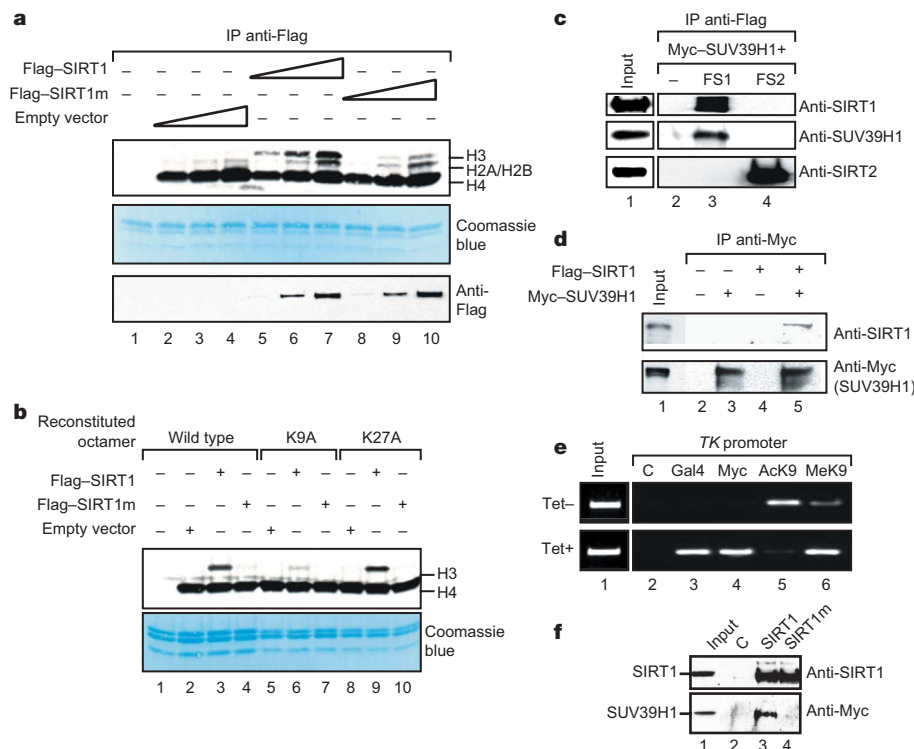 a
IP anti-Flag
Flag–SIRT1 – – – – – – –
Flag–SIRT1m – – – – – – –
Empty vector – – – – – – –
H3
H2A/H2B
H4
Coomassie
blue
Anti-
Flag
1 2 3 4 5 6 7 8 9 10
b
Reconstituted
octamer
Wild type K9A K27A
Flag–SIRT1 – – + – – + – – + –
Flag–SIRT1m – – – + – – + – – +
Empty vector – + – – + – – + – –
H3
H4
Coomassie
blue
1 2 3 4 5 6 7 8 9 10
c
IP anti-Flag
Myc–SUV39H1+
Input – FS1 FS2
Anti-SIRT1
Anti-SUV39H1
Anti-SIRT2
1 2 3 4
d
IP anti-Myc
Flag–SIRT1 – – + +
Myc–SUV39H1 – + – +
Input
Anti-SIRT1
Anti-Myc
(SUV39H1)
1 2 3 4 5
e
TK promoter
Input C Gal4 Myc AcK9 MeK9
Tet–
Tet+
1 2 3 4 5 6
f
Input C SIRT1 SIRT1m
SIRT1 Anti-SIRT1
SUV39H1 Anti-Myc
1 2 3 4